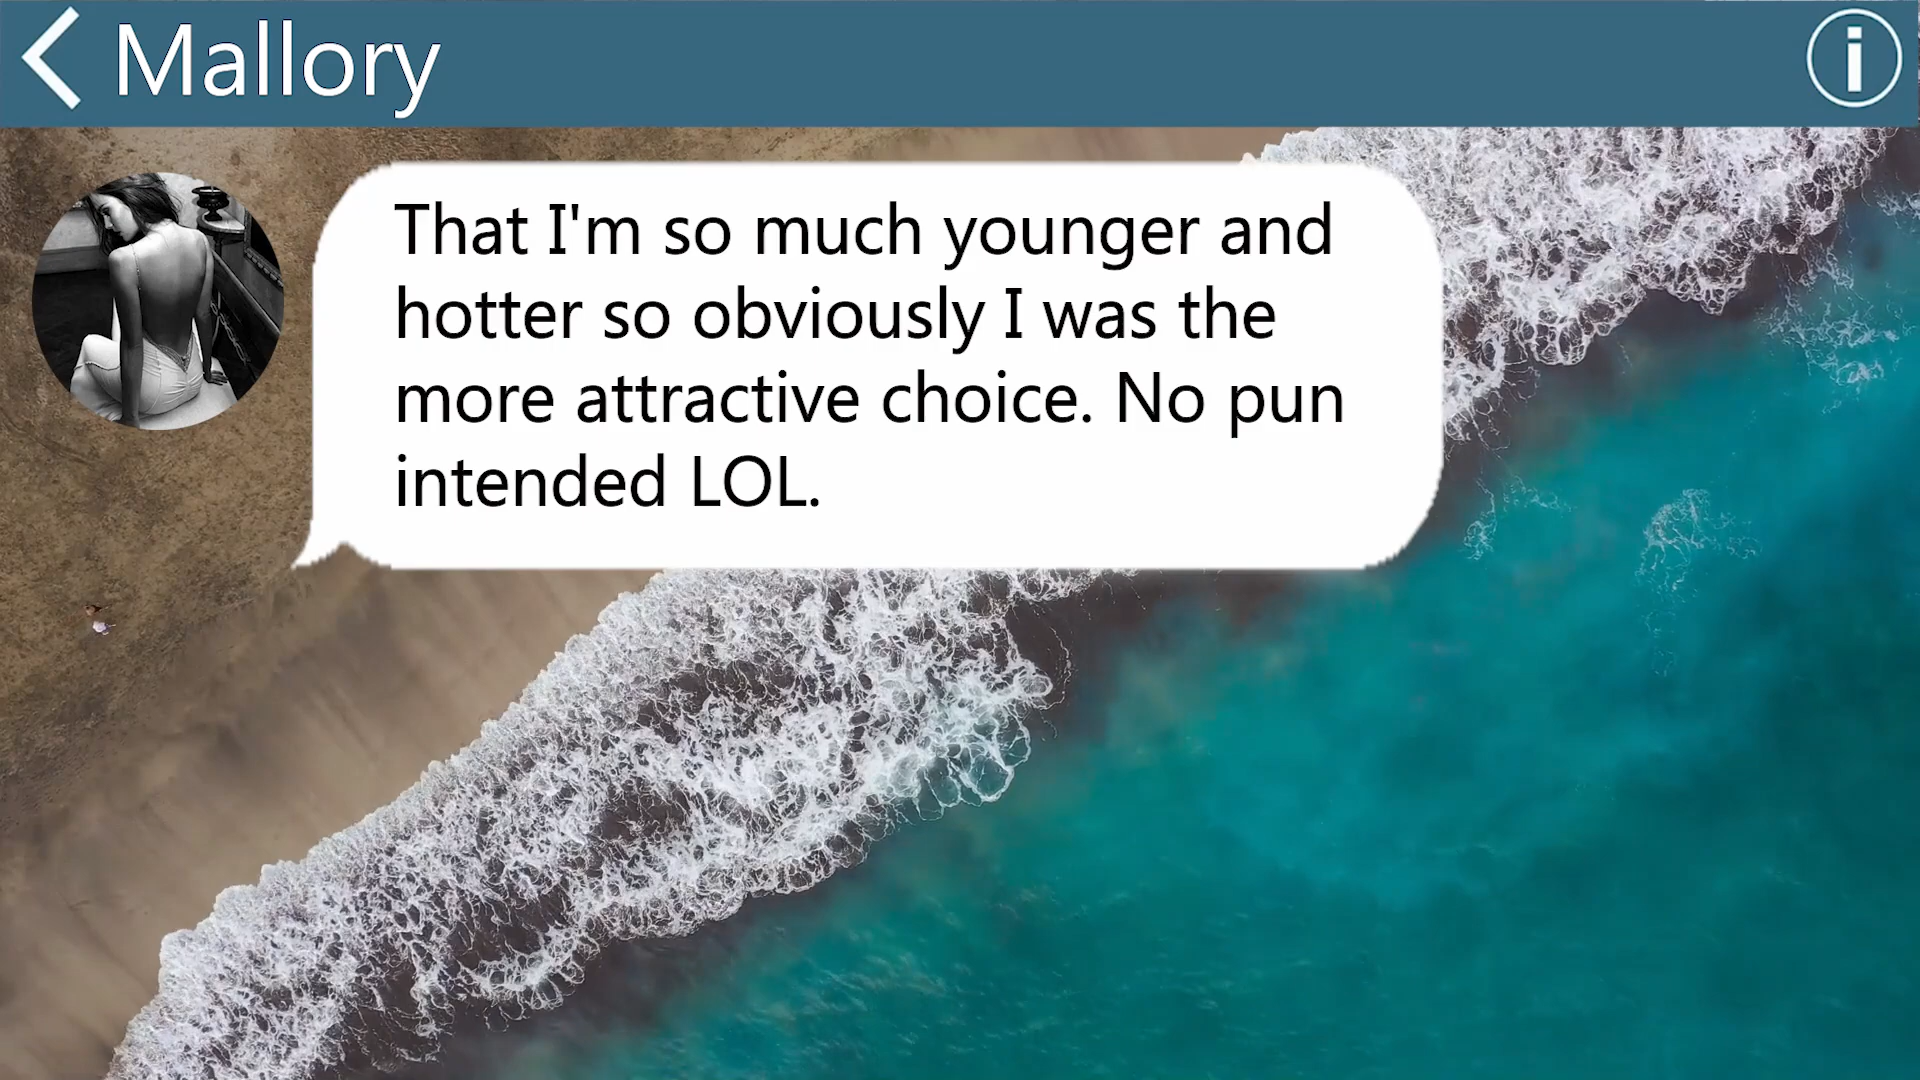 Mallory
That I'm so much younger and
hotter so obviously I was the
more attractive choice. No pun
intended LOL.